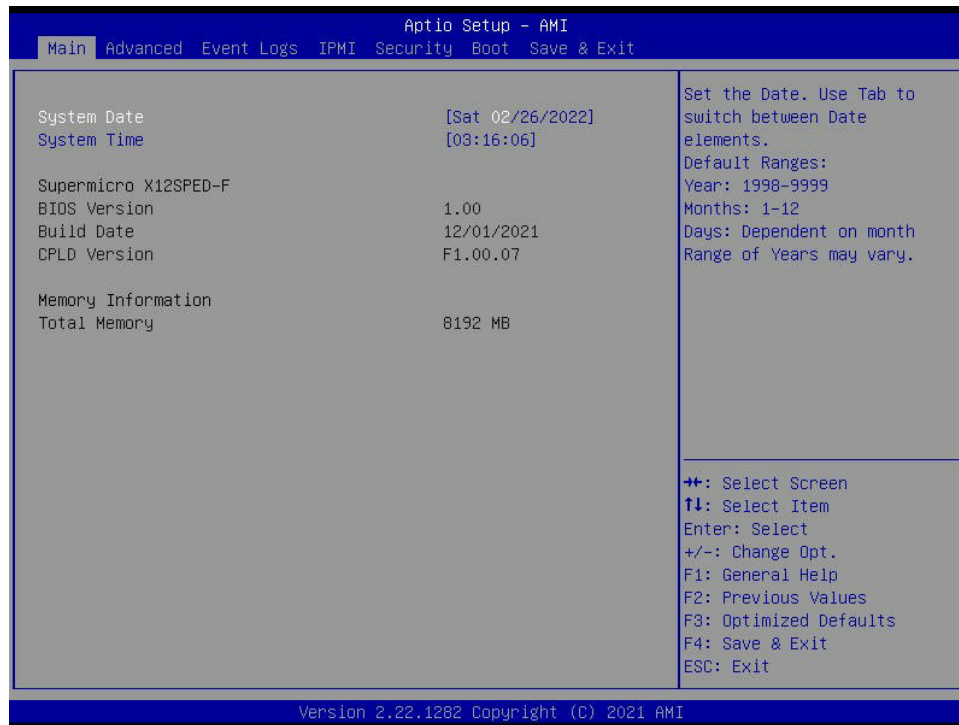 Aptio Setup - AMI
Main Advanced Event Logs IPMI Security Boot Save & Exit
System Date [Sat 02/26/2022]
System Time [03:16:06]
Supermicro X12SPED-F
BIOS Version 1.00
Build Date 12/01/2021
CPLD Version F1.00.07
Memory Information
Total Memory 8192 MB
Set the Date. Use Tab to
switch between Date
elements.
Default Ranges:
Year: 1998-9999
Months: 1-12
Days: Dependent on month
Range of Years may vary.
→←: Select Screen
↑↓: Select Item
Enter: Select
+/-: Change Opt.
F1: General Help
F2: Previous Values
F3: Optimized Defaults
F4: Save & Exit
ESC: Exit
Version 2.22.1282 Copyright (C) 2021 AMI